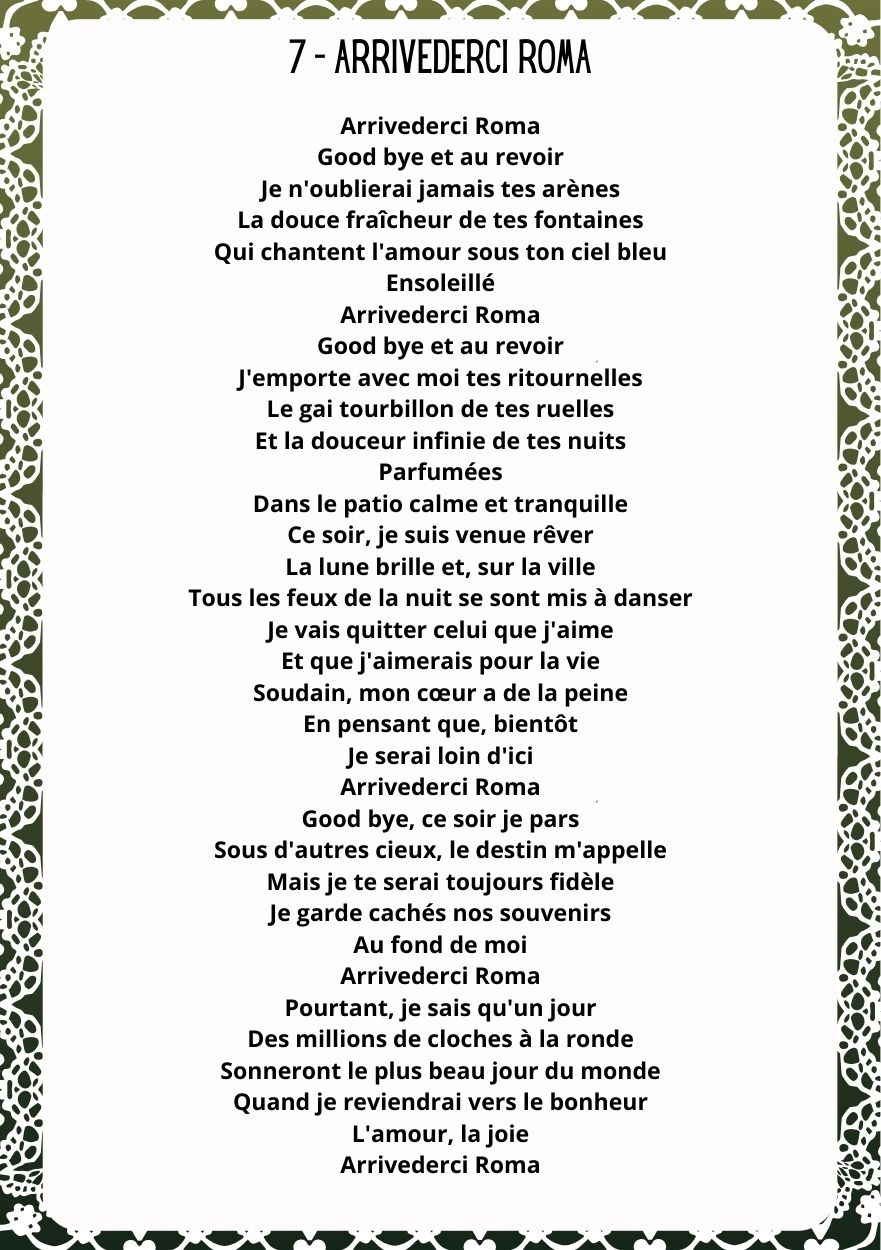 7 - ARRIVEDERCI ROMA
Arrivederci Roma
Good bye et au revoir
Je n'oublierai jamais tes arènes
La douce fraîcheur de tes fontaines
Qui chantent l'amour sous ton ciel bleu
Ensoleillé
Arrivederci Roma
Good bye et au revoir
J'emporte avec moi tes ritournelles
Le gai tourbillon de tes ruelles
Et la douceur infinie de tes nuits
Parfumées
Dans le patio calme et tranquille
Ce soir, je suis venue rêver
La lune brille et, sur la ville
Tous les feux de la nuit se sont mis à danser
Je vais quitter celui que j'aime
Et que j'aimerais pour la vie
Soudain, mon cœur a de la peine
En pensant que, bientôt
Je serai loin d'ici
Arrivederci Roma
Good bye, ce soir je pars
Sous d'autres cieux, le destin m'appelle
Mais je te serai toujours fidèle
Je garde cachés nos souvenirs
Au fond de moi
Arrivederci Roma
Pourtant, je sais qu'un jour
Des millions de cloches à la ronde
Sonneront le plus beau jour du monde
Quand je reviendrai vers le bonheur
L'amour, la joie
Arrivederci Roma